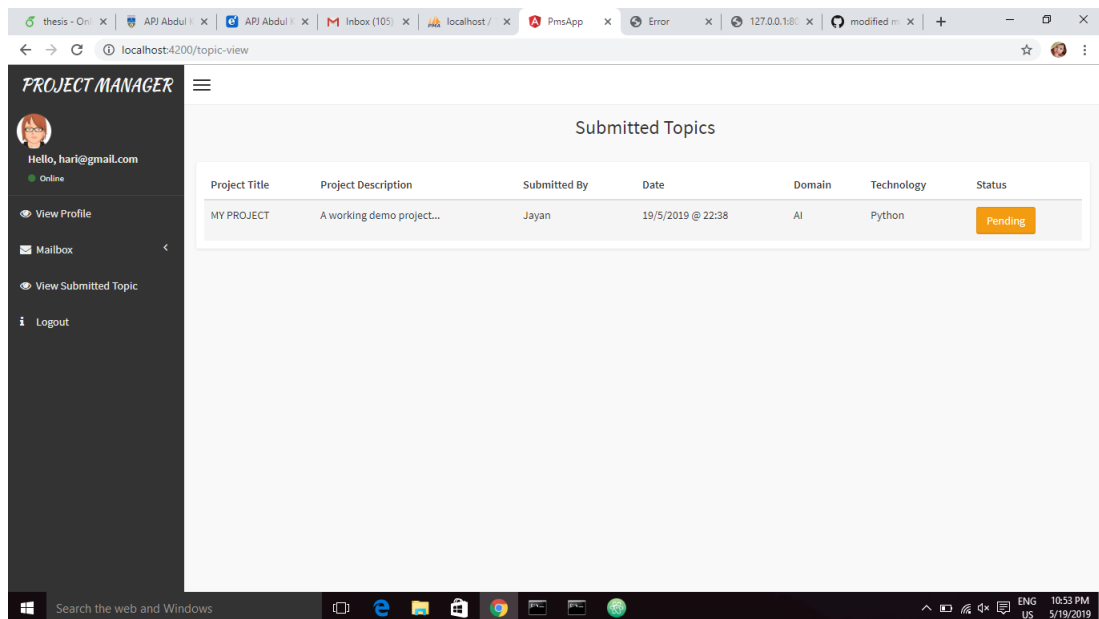 thesis - Onl
APJ Abdul K
APJ Abdul K
Inbox (105)
localhost /
PmsApp
Error
127.0.0.1:80
modified m
localhost:4200/topic-view
PROJECT MANAGER
Hello, hari@gmail.com
Online
View Profile
Mailbox
View Submitted Topic
Logout
Submitted Topics
Project Title Project Description Submitted By Date Domain Technology Status
MY PROJECT A working demo project... Jayan 19/5/2019 @ 22:38 AI Python Pending
Search the web and Windows
ENG
US
10:53 PM
5/19/2019